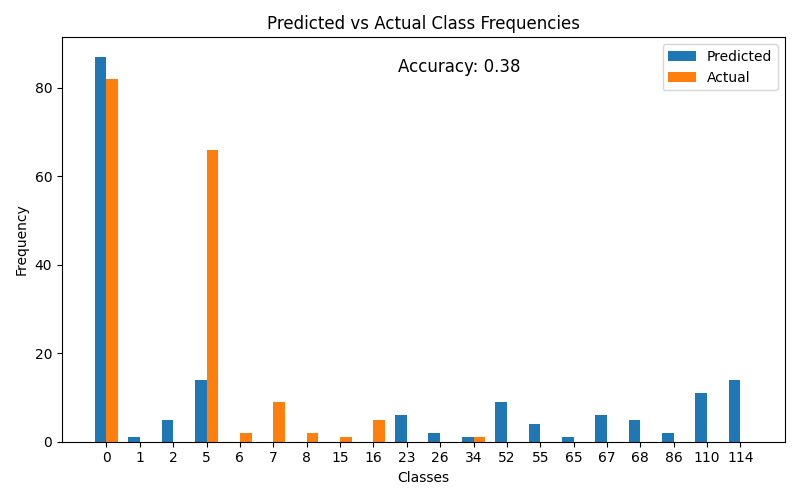 Predicted vs Actual Class Frequencies
Accuracy: 0.38
Predicted
Actual
Frequency
80
60
40
20
0
0 1 2 5 6 7 8 15 16 23 26 34 52 55 65 67 68 86 110 114
Classes